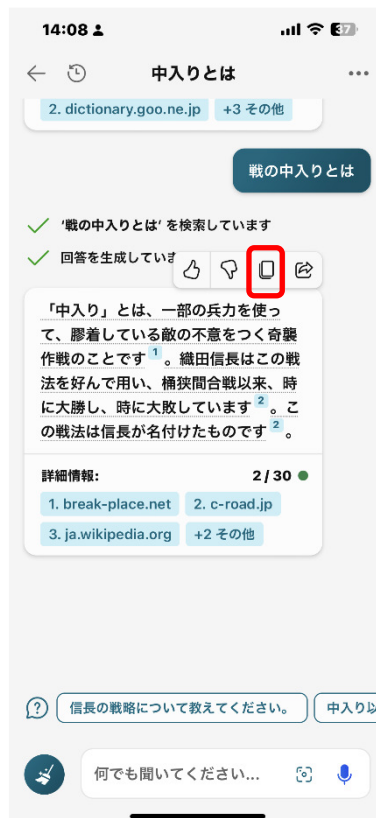 14:08
37
中入りとは
2. dictionary.goo.ne.jp +3 その他
戦の中入りとは
'戦の中入りとは' を検索しています
回答を生成していま
「中入り」とは、一部の兵力を使っ
て、膠着している敵の不意をつく奇襲
作戦のことです 1 。織田信長はこの戦
法を好んで用い、桶狭間合戦以来、時
に大勝し、時に大敗しています 2 。こ
の戦法は信長が名付けたものです 2 。
詳細情報: 2 / 30
1. break-place.net 2. c-road.jp
3. ja.wikipedia.org +2 その他
信長の戦略について教えてください。 中入り以
何でも聞いてください...